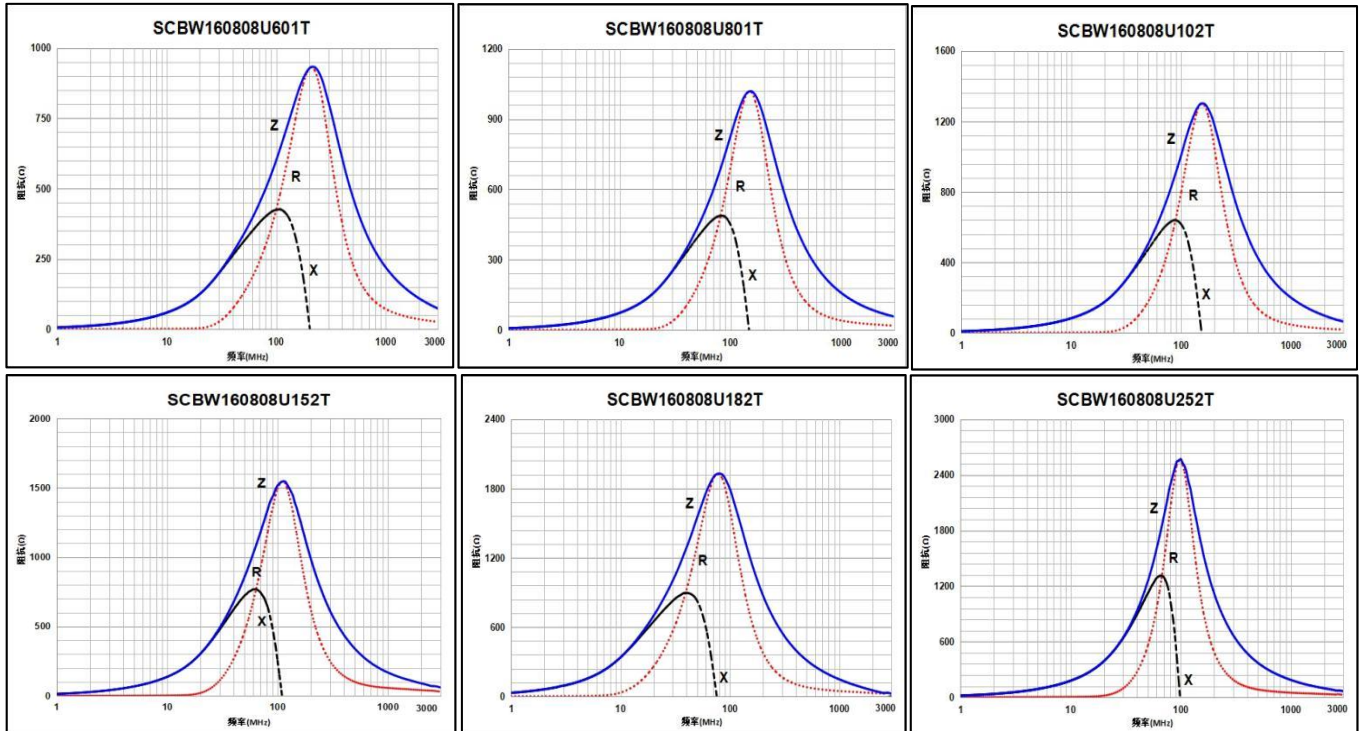 SCBW160808U601T
1000
750
500
250
0
阻抗(Ω)
Z
R
X
1
10
100
1000
3000
频率(MHz)
SCBW160808U801T
1200
900
600
300
0
阻抗(Ω)
Z
R
X
1
10
100
1000
3000
频率(MHz)
SCBW160808U102T
1600
1200
800
400
0
阻抗(Ω)
Z
R
X
1
10
100
1000
3000
频率(MHz)
SCBW160808U152T
2000
1500
1000
500
0
阻抗(Ω)
Z
R
X
1
10
100
1000
3000
频率(MHz)
SCBW160808U182T
2400
1800
1200
600
0
阻抗(Ω)
Z
R
X
1
10
100
1000
3000
频率(MHz)
SCBW160808U252T
3000
2400
1800
1200
600
0
阻抗(Ω)
Z
R
X
1
10
100
1000
3000
频率(MHz)